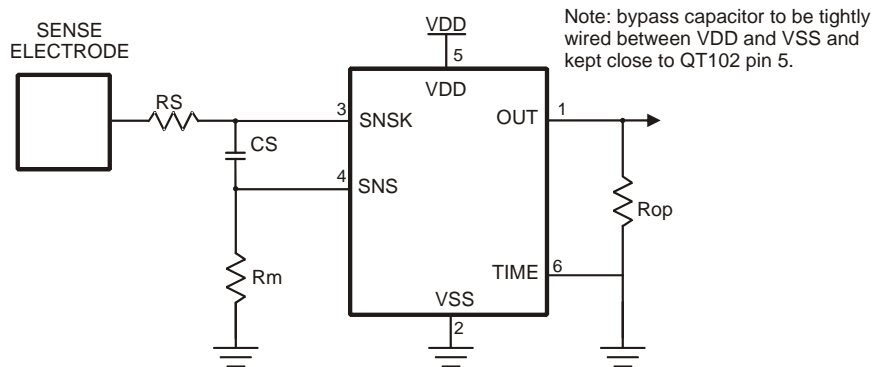 SENSE
ELECTRODE
VDD
Note: bypass capacitor to be tightly
wired between VDD and VSS and
kept close to QT102 pin 5.
5
VDD
RS
3
SNSK
OUT
1
CS
4
SNS
Rop
Rm
TIME
6
VSS
2